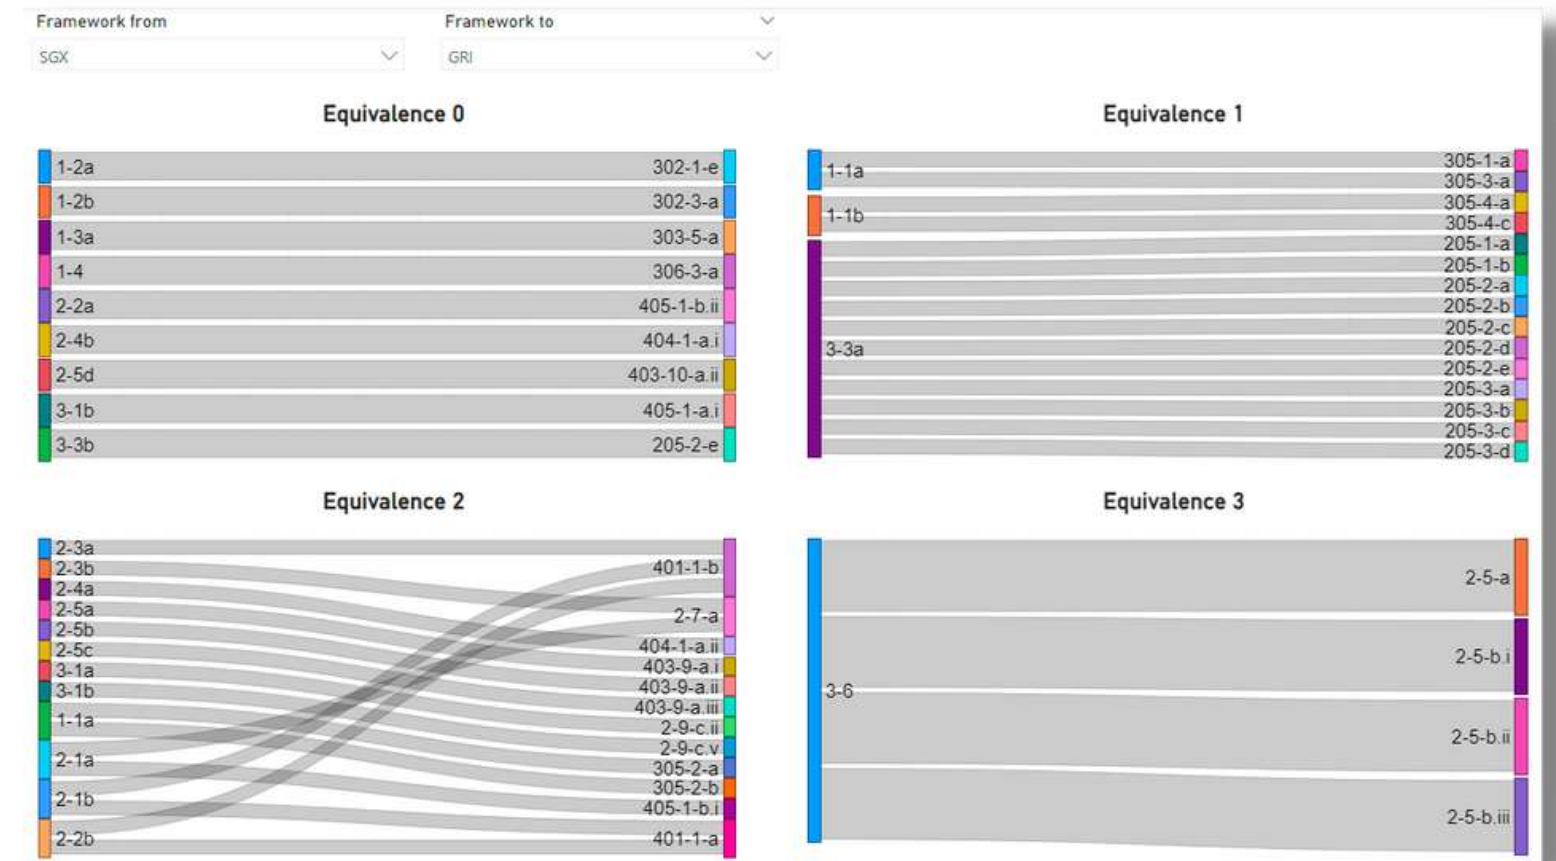 Framework from
Framework to
SGX
GRI
Equivalence 0
1-2a
302-1-e
1-2b
302-3-a
1-3a
303-5-a
1-4
306-3-a
2-2a
405-1-b.ii
2-4b
404-1-a.i
2-5d
403-10-a.ii
3-1b
405-1-a.i
3-3b
205-2-e
Equivalence 1
1-1a
1-1b
3-3a
305-1-a
305-3-a
305-4-a
305-4-c
205-1-a
205-1-b
205-2-a
205-2-b
205-2-c
205-2-d
205-2-e
205-3-a
205-3-b
205-3-c
205-3-d
Equivalence 2
2-3a
2-3b
2-4a
2-5a
2-5b
2-5c
3-1a
3-1b
1-1a
2-1a
2-1b
2-2b
401-1-b
2-7-a
404-1-a.ii
403-9-a.i
403-9-a.ii
403-9-a.iii
2-9-c.ii
2-9-c.v
305-2-a
305-2-b
405-1-b.i
401-1-a
Equivalence 3
3-6
2-5-a
2-5-b.i
2-5-b.ii
2-5-b.iii